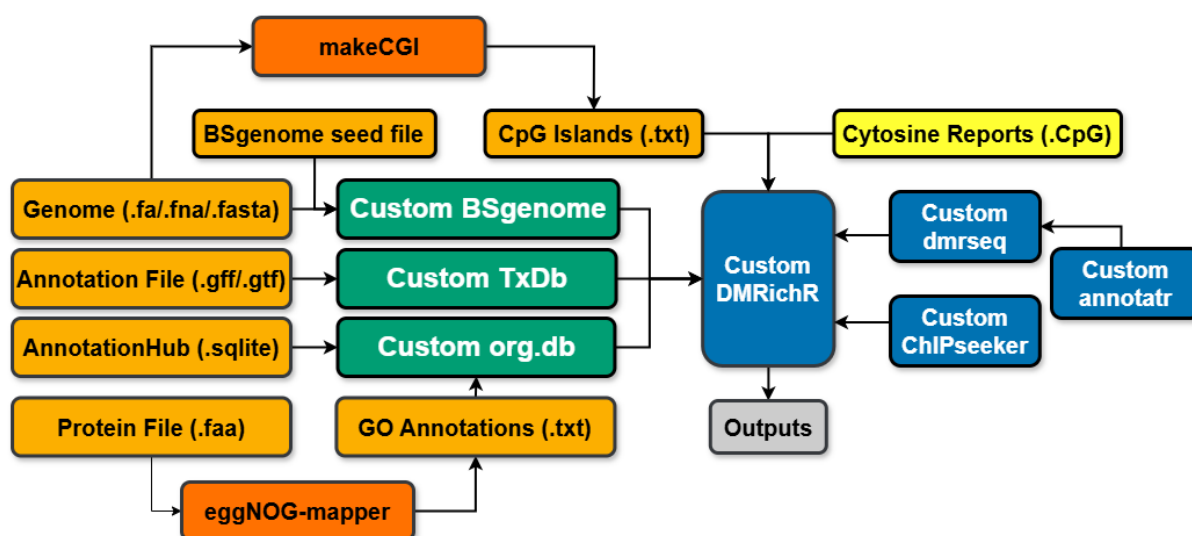 makeCGI
BSgenome seed file
CpG Islands (.txt)
Cytosine Reports (.CpG)
Genome (.fa/.fna/.fasta)
Custom BSgenome
Custom
dmrseq
Annotation File (.gff/.gtf)
Custom TxDb
Custom
DMRichR
Custom
annotatr
AnnotationHub (.sqlite)
Custom org.db
Custom
ChIPseeker
Protein File (.faa)
GO Annotations (.txt)
Outputs
eggNOG-mapper